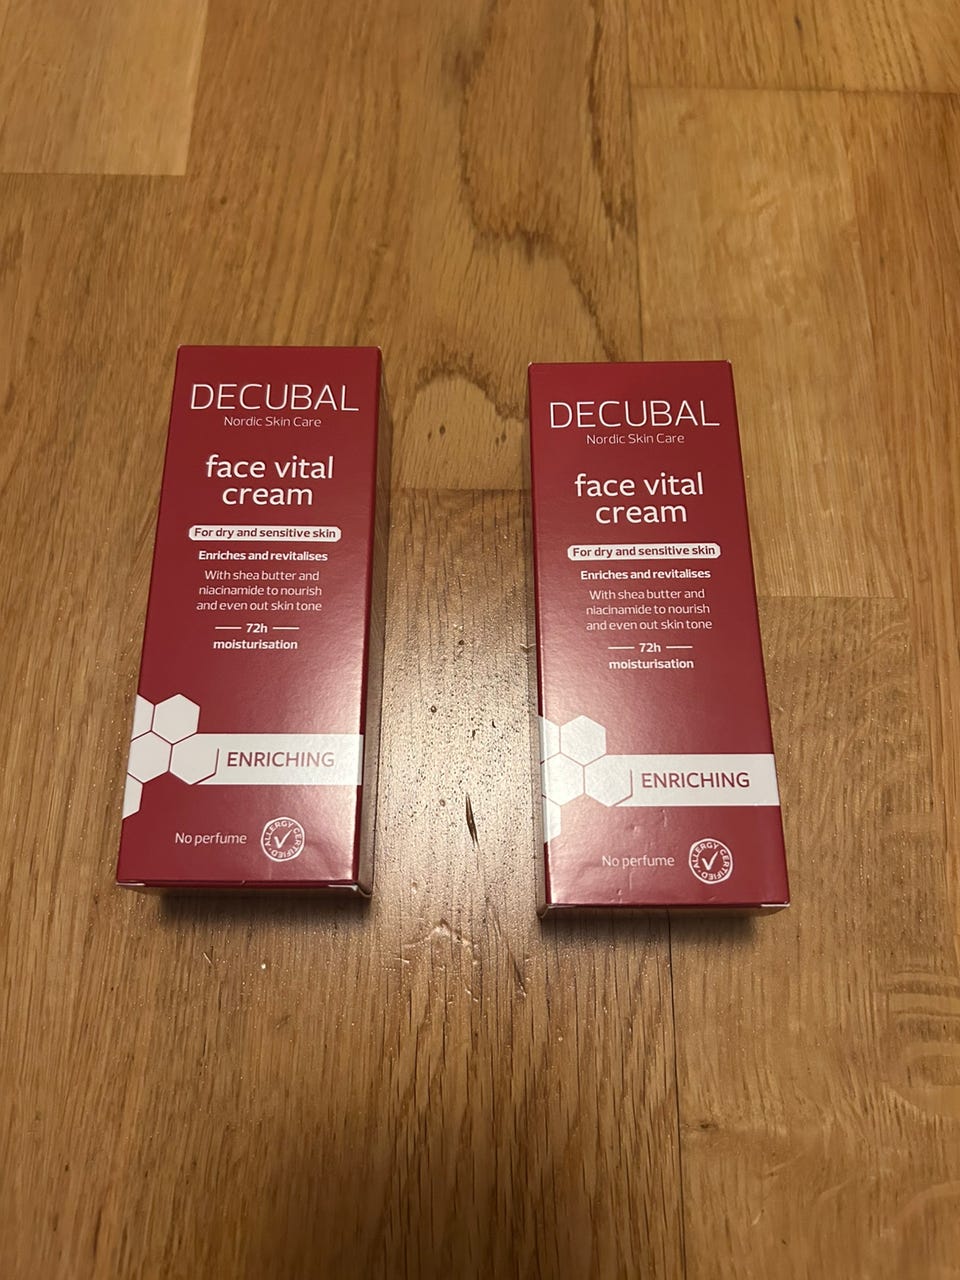 DECUBAL
Nordic Skin Care
face vital
cream
For dry and sensitive skin
Enriches and revitalises
With shea butter and
niacinamide to nourish
and even out skin tone
72h
moisturisation
ENRICHING
No perfume
ALLERGY CERTIFIED
DECUBAL
Nordic Skin Care
face vital
cream
For dry and sensitive skin
Enriches and revitalises
With shea butter and
niacinamide to nourish
and even out skin tone
72h
moisturisation
ENRICHING
No perfume
ALLERGY CERTIFIED